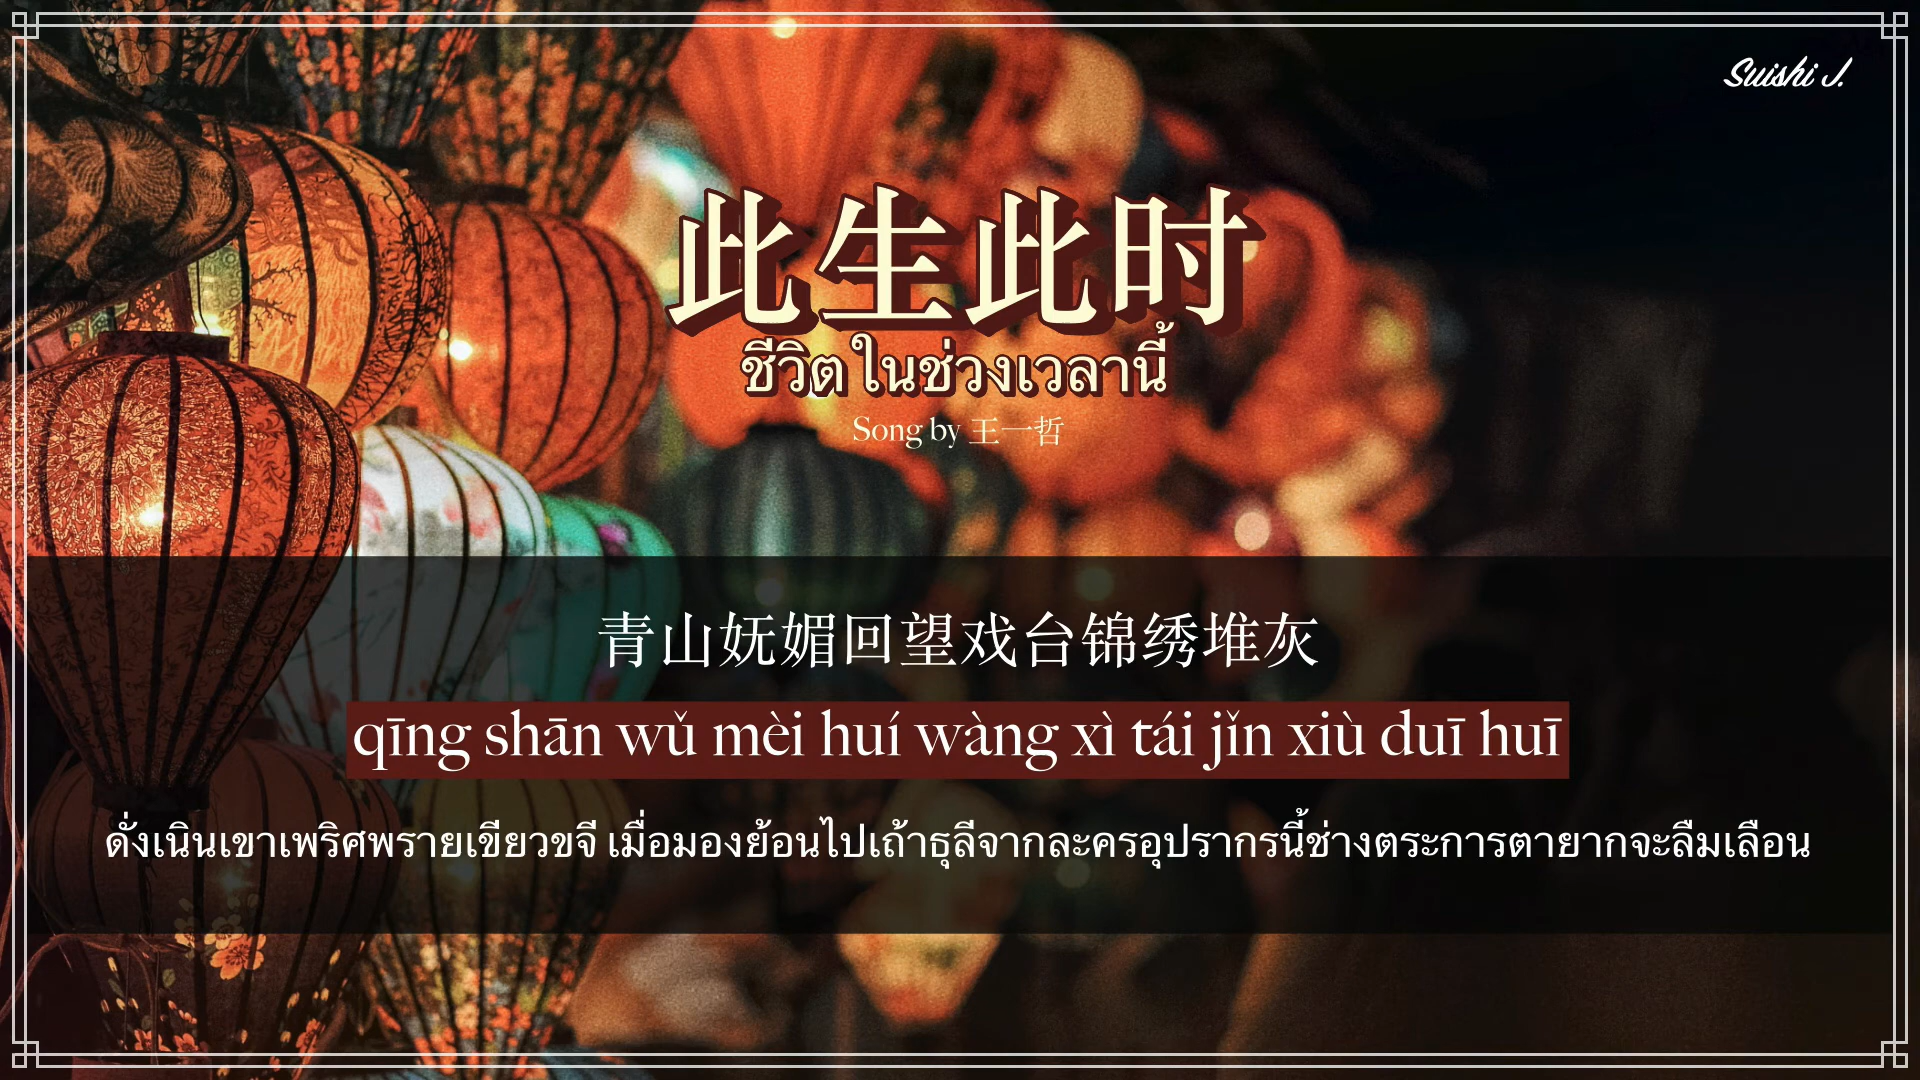 Suishi J.
此生此时
ชีวิตในช่วงเวลานี้
Song by 王一哲
青山妩媚回望戏台锦绣堆灰
qīng shān wǔ mèi huí wàng xì tái jǐn xiù duī huī
ดั่งเนินเขาเพริศพรายเขียวขจี เมื่อมองย้อนไปเถ้าธุลีจากละครอุปรากรนี้ช่างตระการตายากจะลืมเลือน